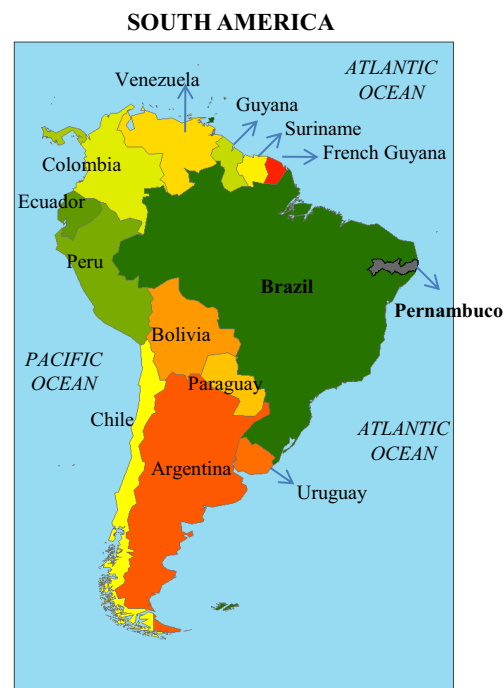 SOUTH AMERICA
ATLANTIC
OCEAN
Venezuela
Guyana
Suriname
French Guyana
Colombia
Ecuador
Peru
Brazil
Pernambuco
Bolivia
PACIFIC
OCEAN
Paraguay
Chile
ATLANTIC
OCEAN
Argentina
Uruguay